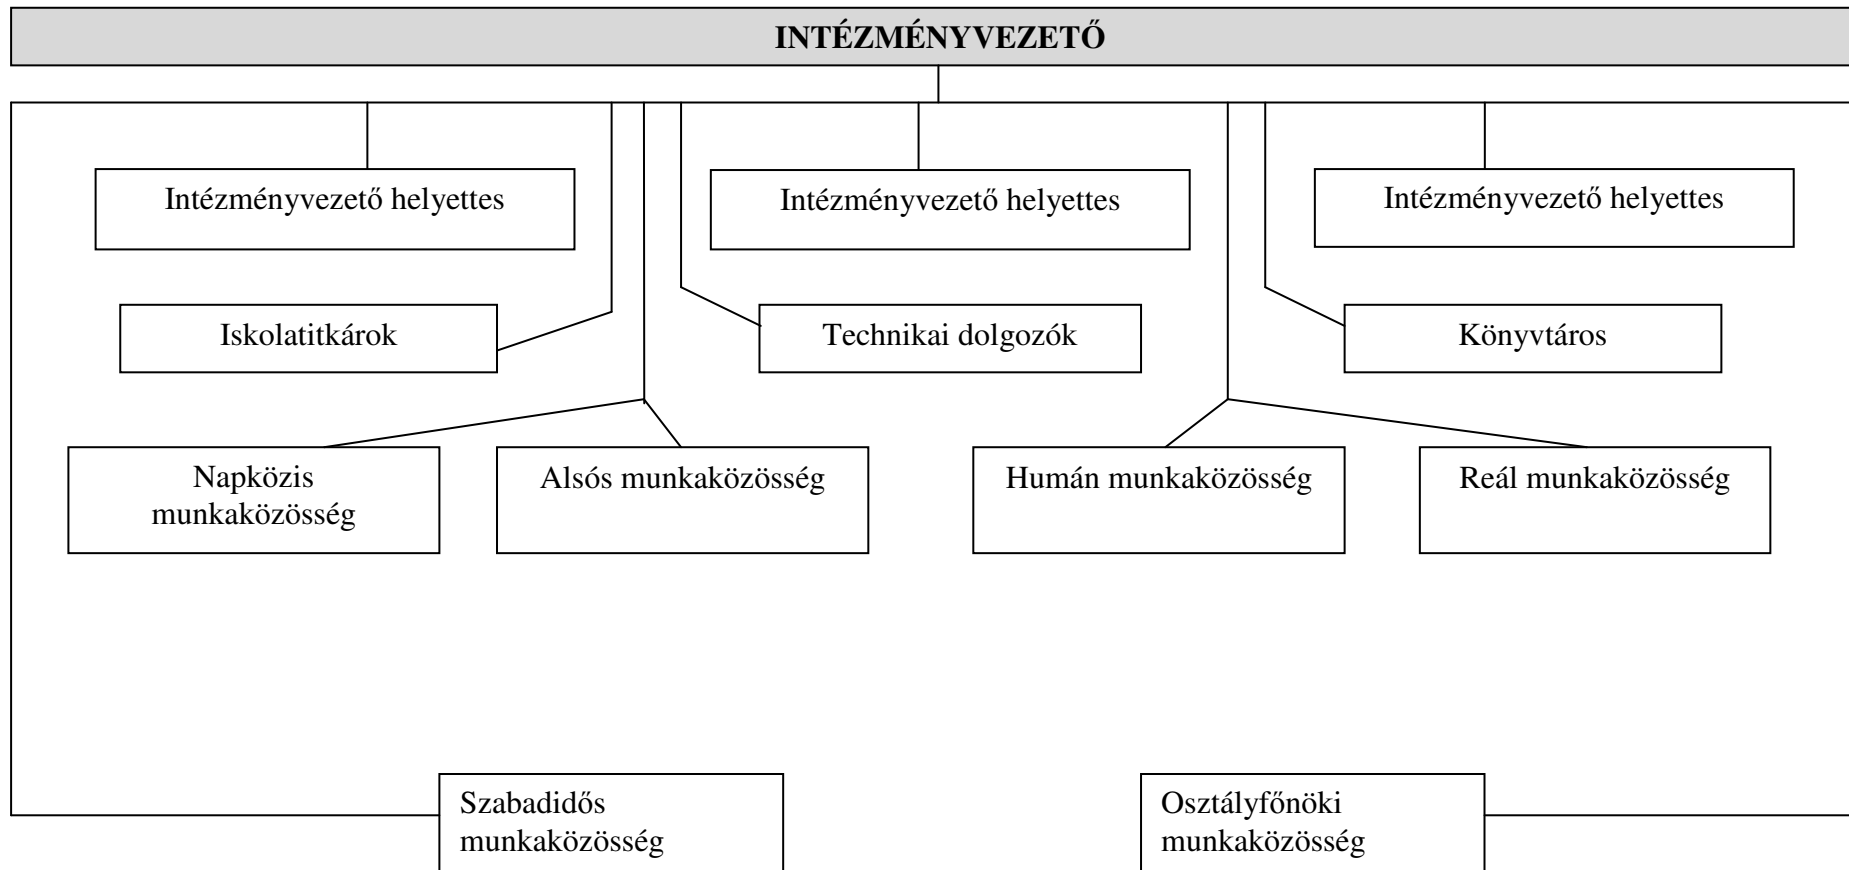 INTÉZMÉNYVEZETŐ
Intézményvezető helyettes
Intézményvezető helyettes
Intézményvezető helyettes
Iskolatitkárok
Technikai dolgozók
Könyvtáros
Napközis
munkaközösség
Alsós munkaközösség
Humán munkaközösség
Reál munkaközösség
Szabadidős
munkaközösség
Osztályfőnöki
munkaközösség